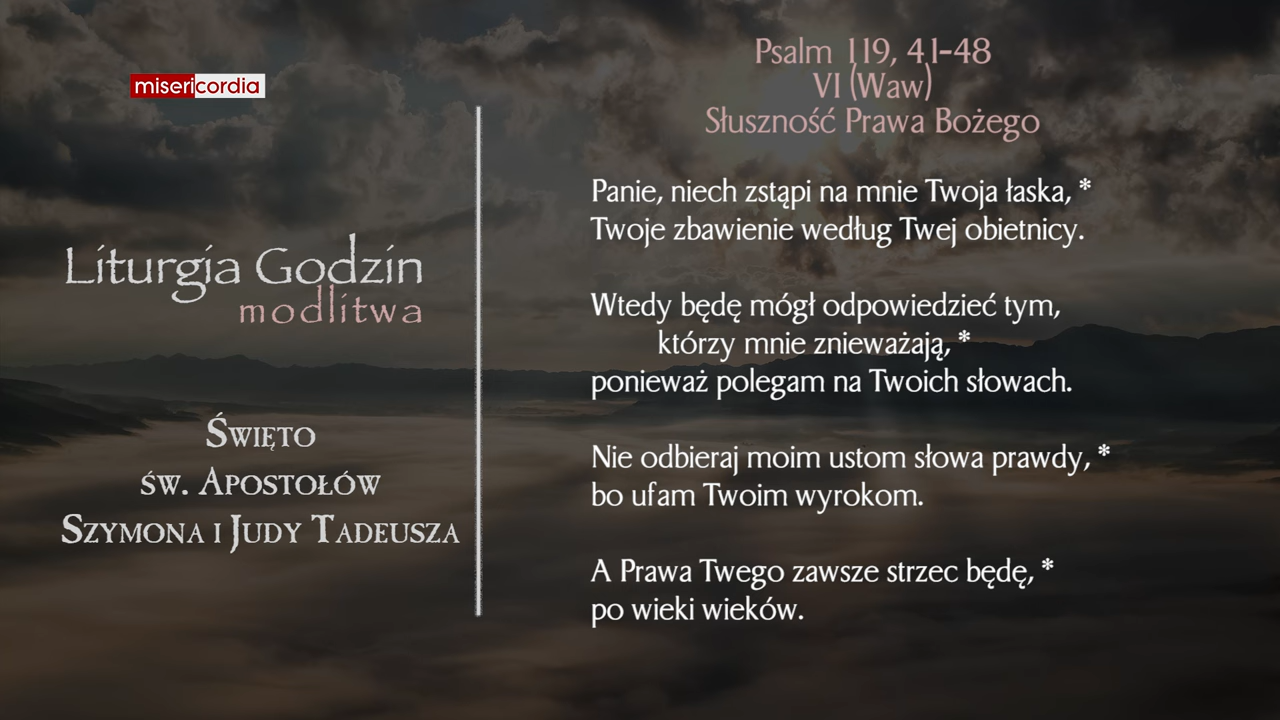 misericordia
Liturgia Godzin
modlitwa
Święto
św. Apostołów
Szymona i Judy Tadeusza
Psalm 119, 41-48
VI (Waw)
Słuszność Prawa Bożego
Panie, niech zstąpi na mnie Twoja łaska, *
Twoje zbawienie według Twej obietnicy.
Wtedy będę mógł odpowiedzieć tym,
którzy mnie znieważają, *
ponieważ polegam na Twoich słowach.
Nie odbieraj moim ustom słowa prawdy, *
bo ufam Twoim wyrokom.
A Prawa Twego zawsze strzec będę, *
po wieki wieków.